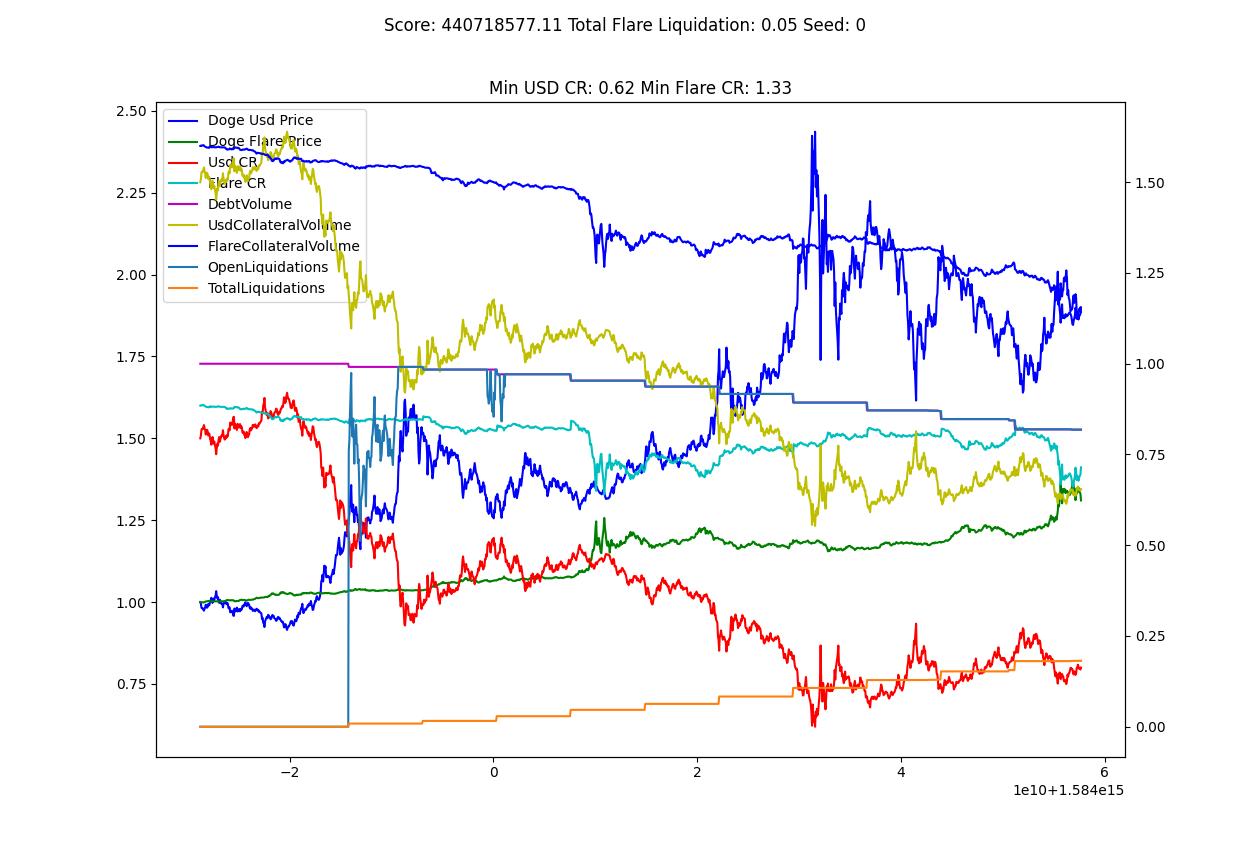 Score: 440718577.11 Total Flare Liquidation: 0.05 Seed: 0
Min USD CR: 0.62 Min Flare CR: 1.33
Doge Usd Price
Doge Flare Price
Usd CR
Flare CR
DebtVolume
UsdCollateralVolume
FlareCollateralVolume
OpenLiquidations
TotalLiquidations
2.50
2.25
2.00
1.75
1.50
1.25
1.00
0.75
1.50
1.25
1.00
0.75
0.50
0.25
0.00
−2 0 2 4 6
1e10+1.584e15